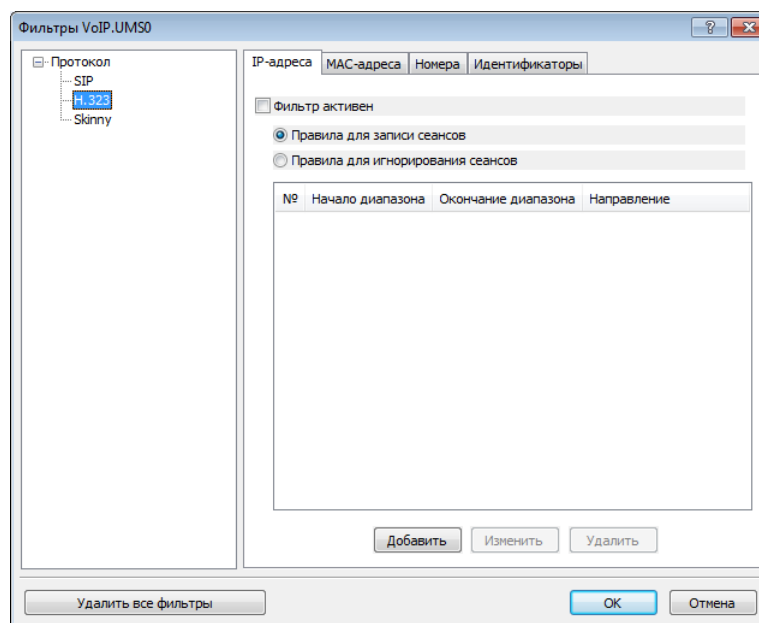 Фильтры VoIP.UMS0
Протокол
SIP
H.323
Skinny
IP-адреса MAC-адреса Номера Идентификаторы
Фильтр активен
Правила для записи сеансов
Правила для игнорирования сеансов
№ Начало диапазона Окончание диапазона Направление
Добавить Изменить Удалить
Удалить все фильтры OK Отмена